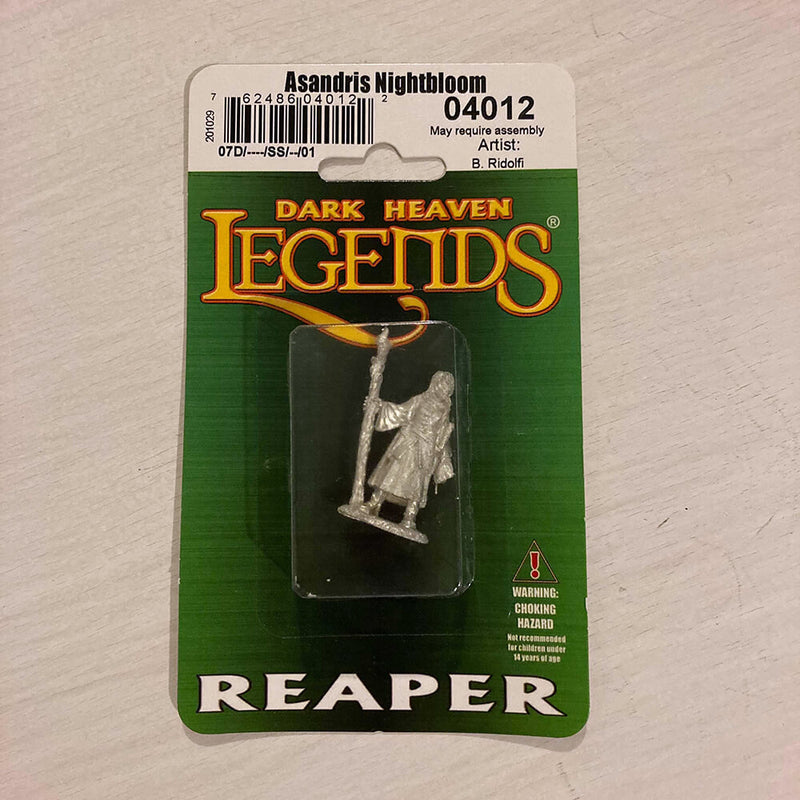 Asandris Nightbloom
7 62486 04012 2
201029
04012
May require assembly
Artist:
B. Ridolfi
07D/----/SS/--/01
DARK HEAVEN
LEGENDS®
WARNING:
CHOKING
HAZARD
Not recommended
for children under
14 years of age
REAPER